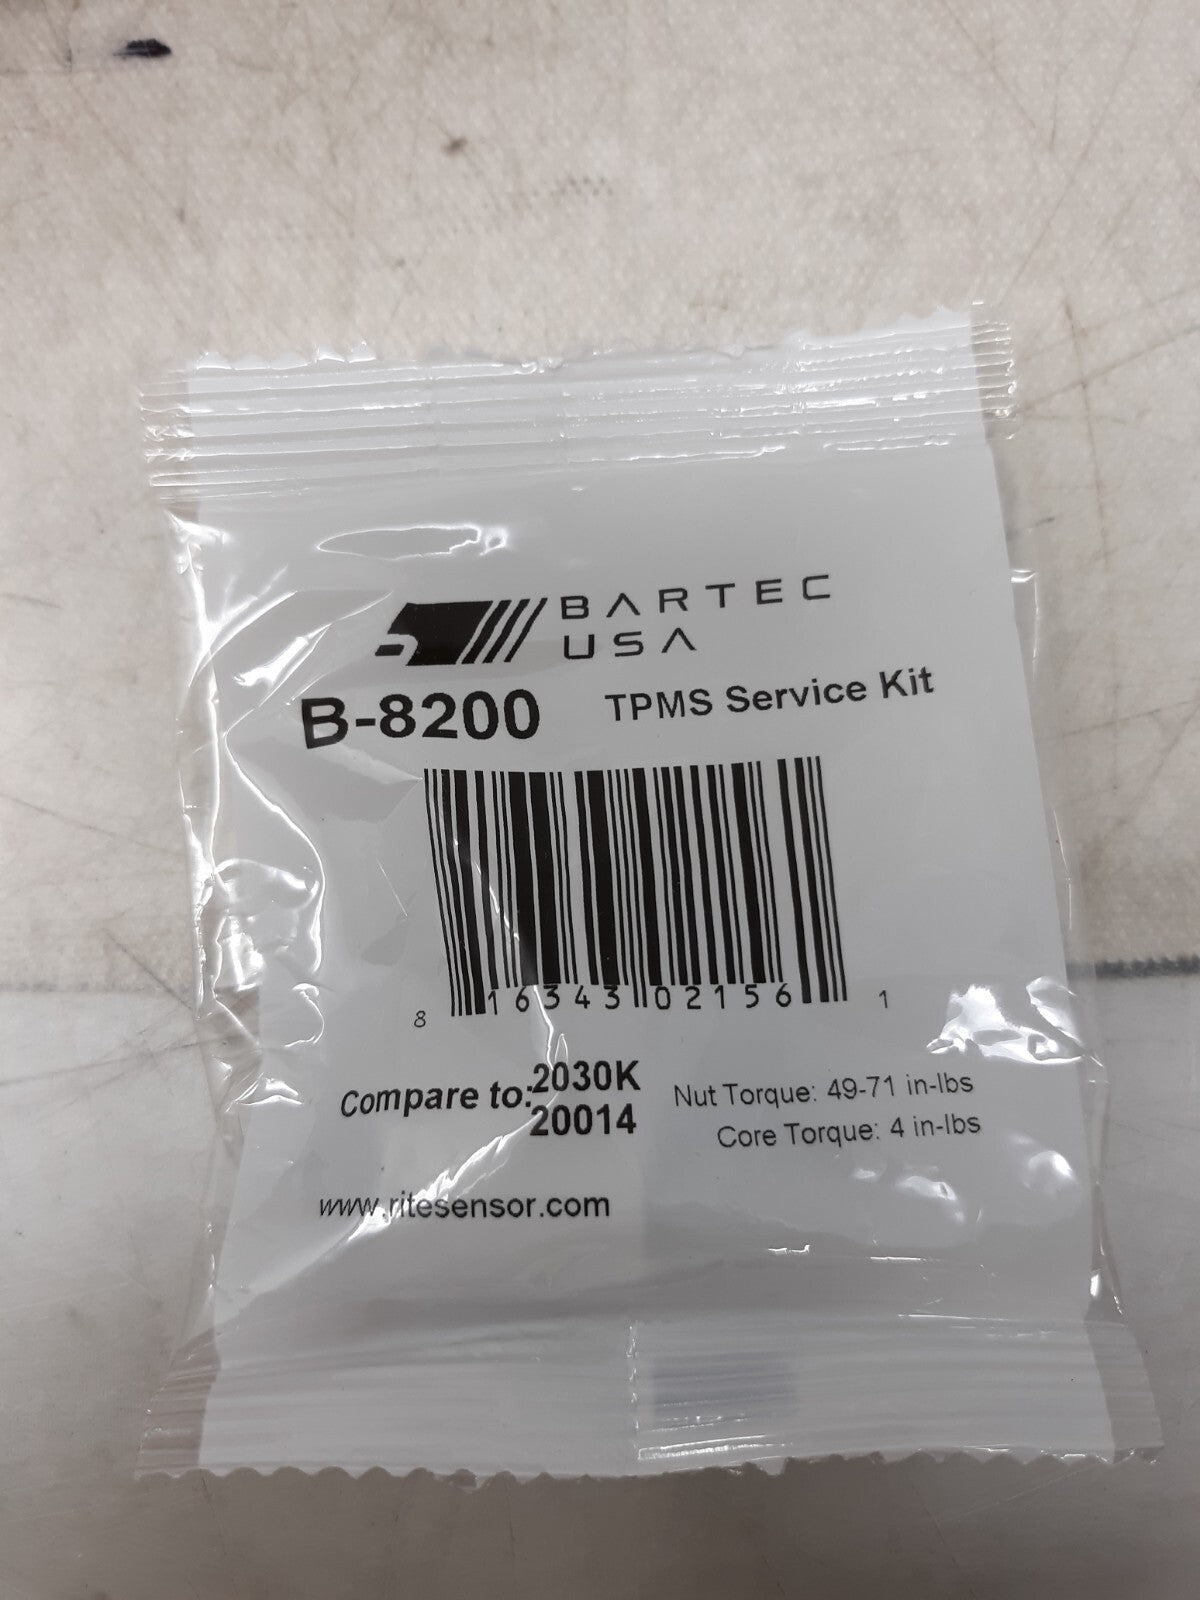 BARTEC
USA
B-8200 TPMS Service Kit
8 16343 02156 1
Compare to: 2030K
20014
Nut Torque: 49-71 in-lbs
Core Torque: 4 in-lbs
www.ritesensor.com